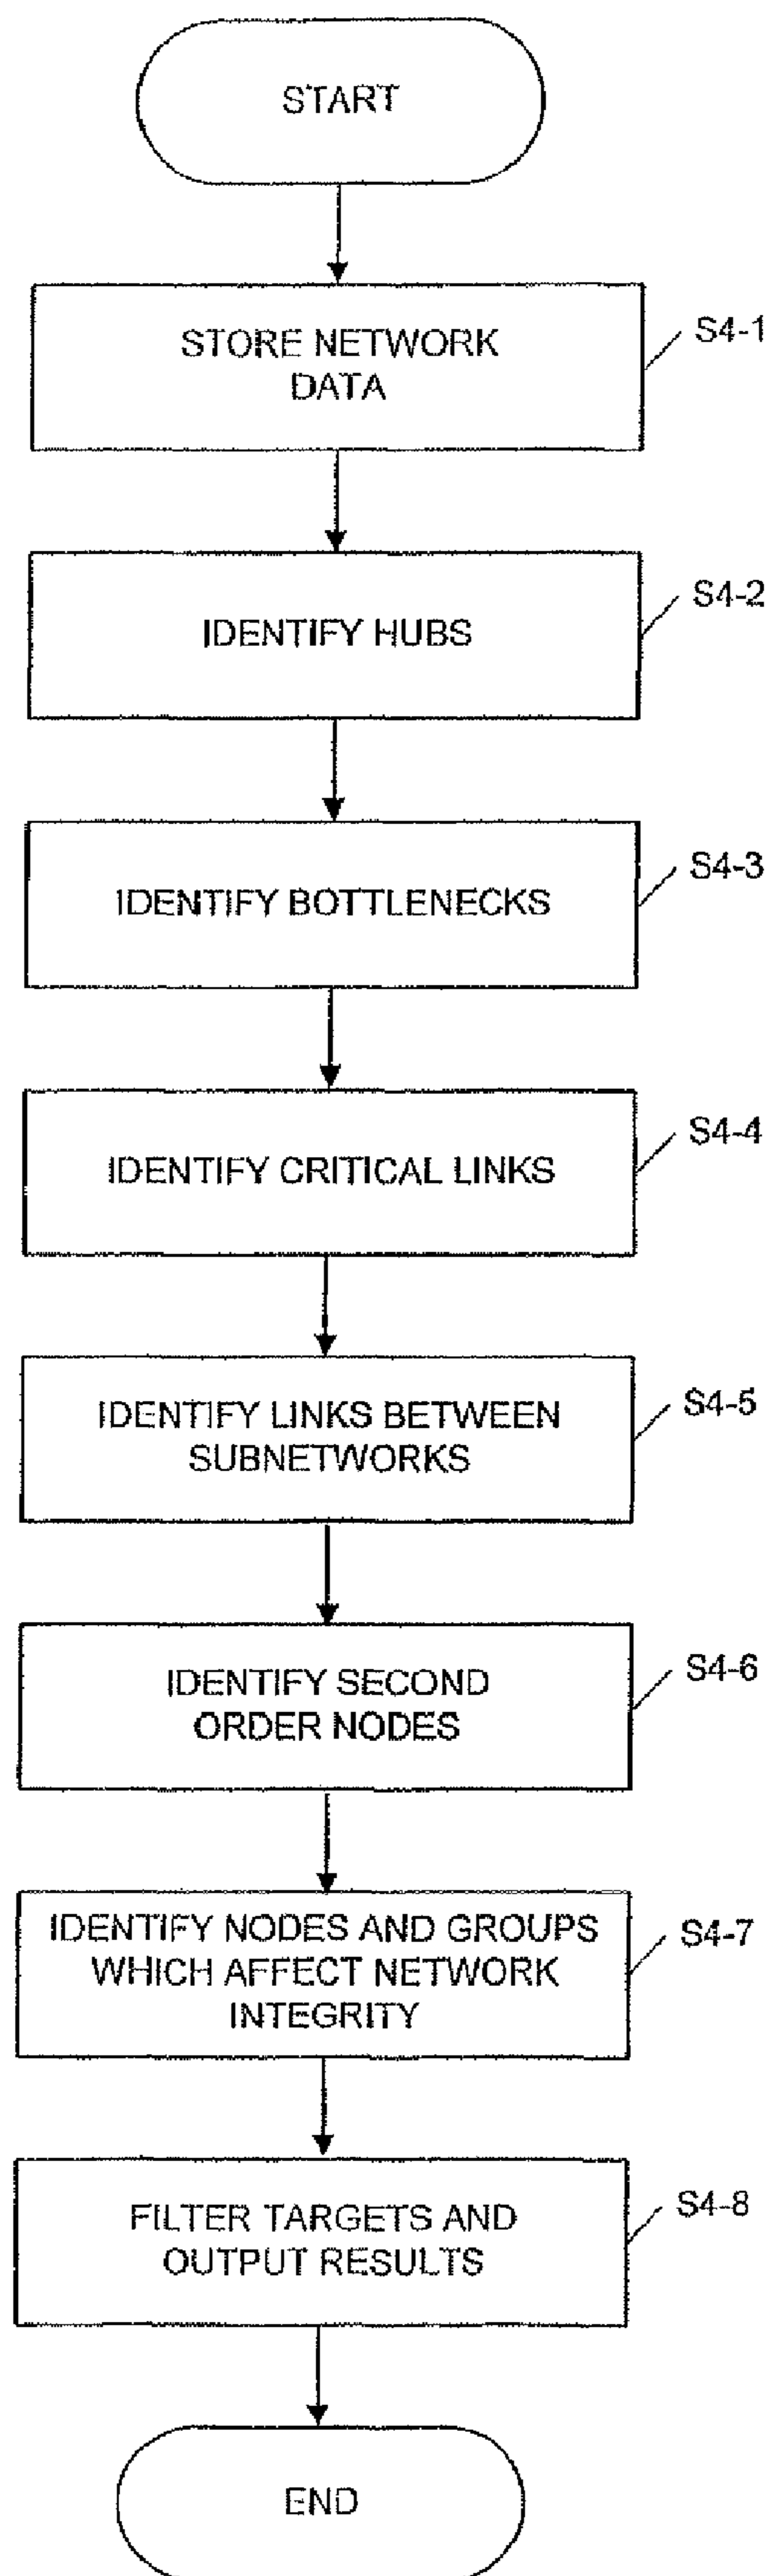 START
STORE NETWORK
DATA
S4-1
IDENTIFY HUBS
S4-2
IDENTIFY BOTTLENECKS
S4-3
IDENTIFY CRITICAL LINKS
S4-4
IDENTIFY LINKS BETWEEN
SUBNETWORKS
S4-5
IDENTIFY SECOND
ORDER NODES
S4-6
IDENTIFY NODES AND GROUPS
WHICH AFFECT NETWORK
INTEGRITY
S4-7
FILTER TARGETS AND
OUTPUT RESULTS
S4-8
END